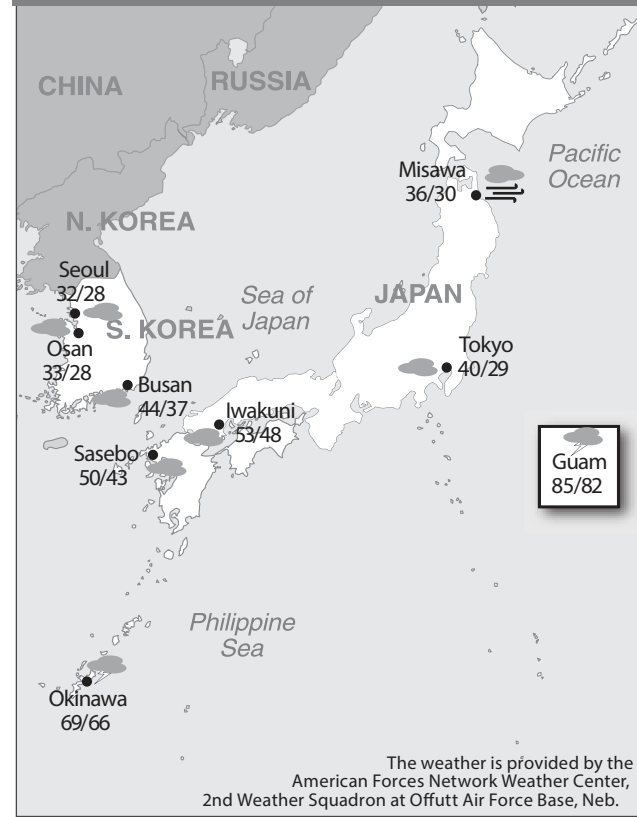 CHINA
RUSSIA
Pacific
Ocean
Misawa
36/30
N. KOREA
Seoul
32/28
Sea of
Japan
JAPAN
S. KOREA
Osan
33/28
Tokyo
40/29
Busan
44/37
Iwakuni
53/48
Guam
85/82
Sasebo
50/43
Philippine
Sea
Okinawa
69/66
The weather is provided by the
American Forces Network Weather Center,
2nd Weather Squadron at Offutt Air Force Base, Neb.